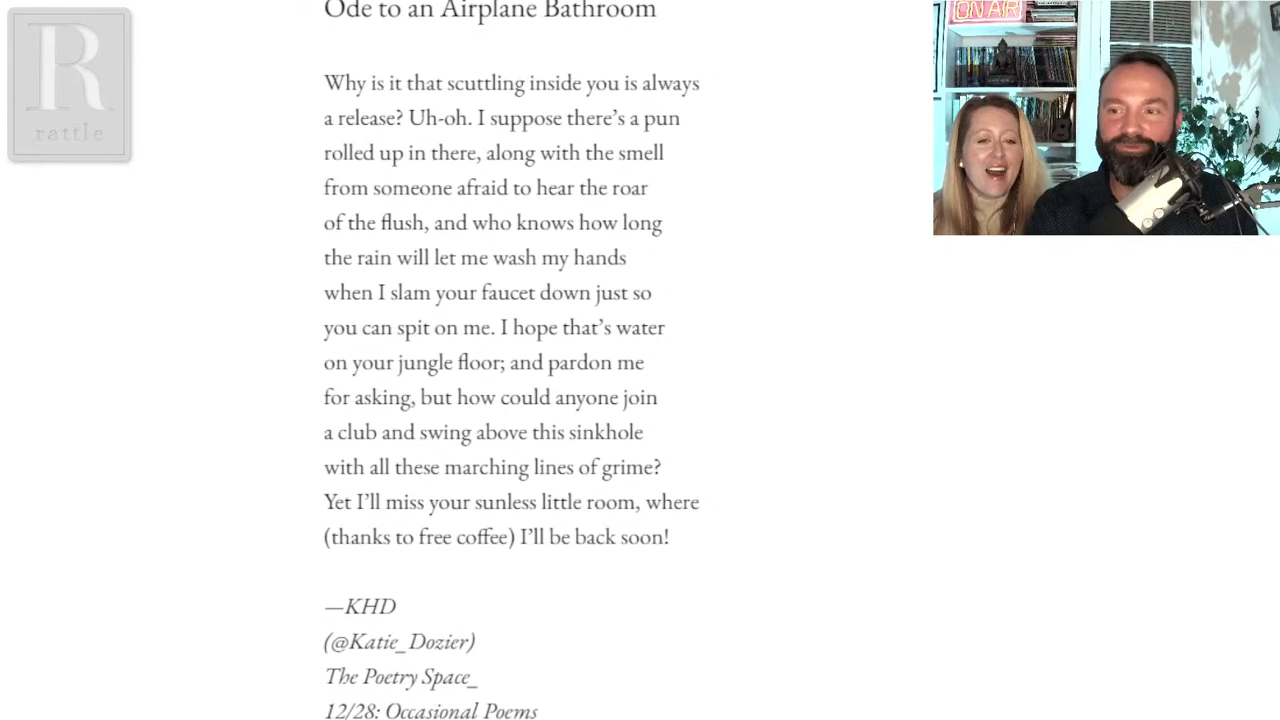 R
rattle
Ode to an Airplane Bathroom
Why is it that scuttling inside you is always
a release? Uh-oh. I suppose there’s a pun
rolled up in there, along with the smell
from someone afraid to hear the roar
of the flush, and who knows how long
the rain will let me wash my hands
when I slam your faucet down just so
you can spit on me. I hope that’s water
on your jungle floor; and pardon me
for asking, but how could anyone join
a club and swing above this sinkhole
with all these marching lines of grime?
Yet I’ll miss your sunless little room, where
(thanks to free coffee) I’ll be back soon!
—KHD
(@Katie_Dozier)
The Poetry Space_
12/28: Occasional Poems
ON AIR